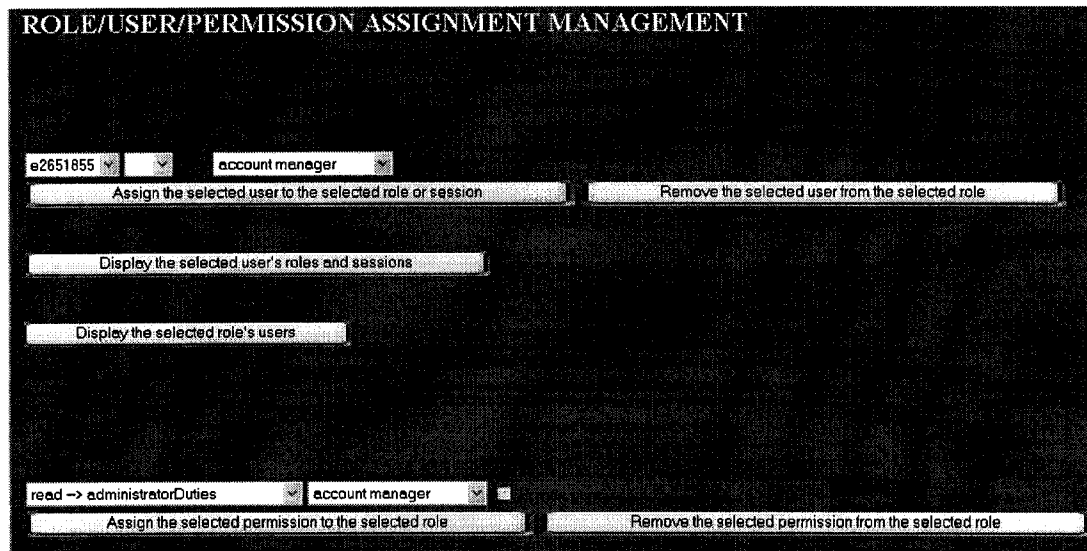 ROLE/USER/PERMISSION ASSIGNMENT MANAGEMENT
e2651855 account manager
Assign the selected user to the selected role or session Remove the selected user from the selected role
Display the selected user's roles and sessions
Display the selected role's users
read --> administratorDuties account manager
Assign the selected permission to the selected role Remove the selected permission from the selected role